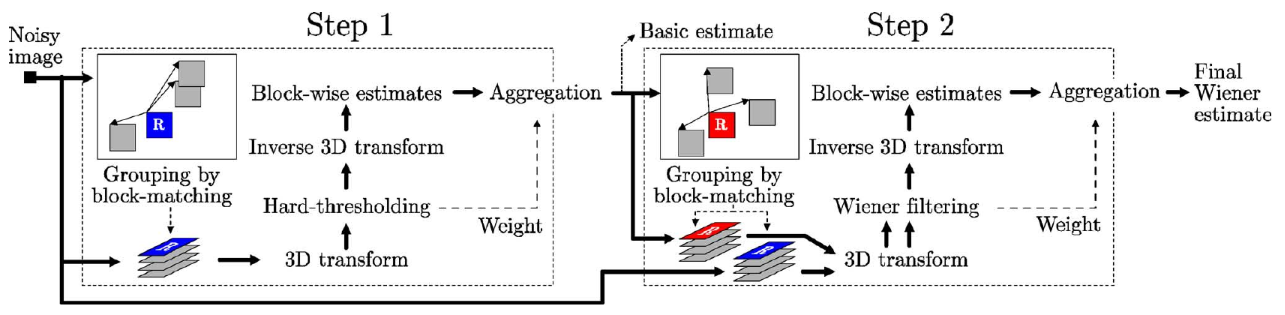 Step 1
Noisy
image
R
Grouping by
block-matching
R
3D transform
Hard-thresholding
Inverse 3D transform
Block-wise estimates
Aggregation
Weight
Basic estimate
Step 2
R
Grouping by
block-matching
R
R
3D transform
Wiener filtering
Inverse 3D transform
Block-wise estimates
Aggregation
Weight
Final
Wiener
estimate